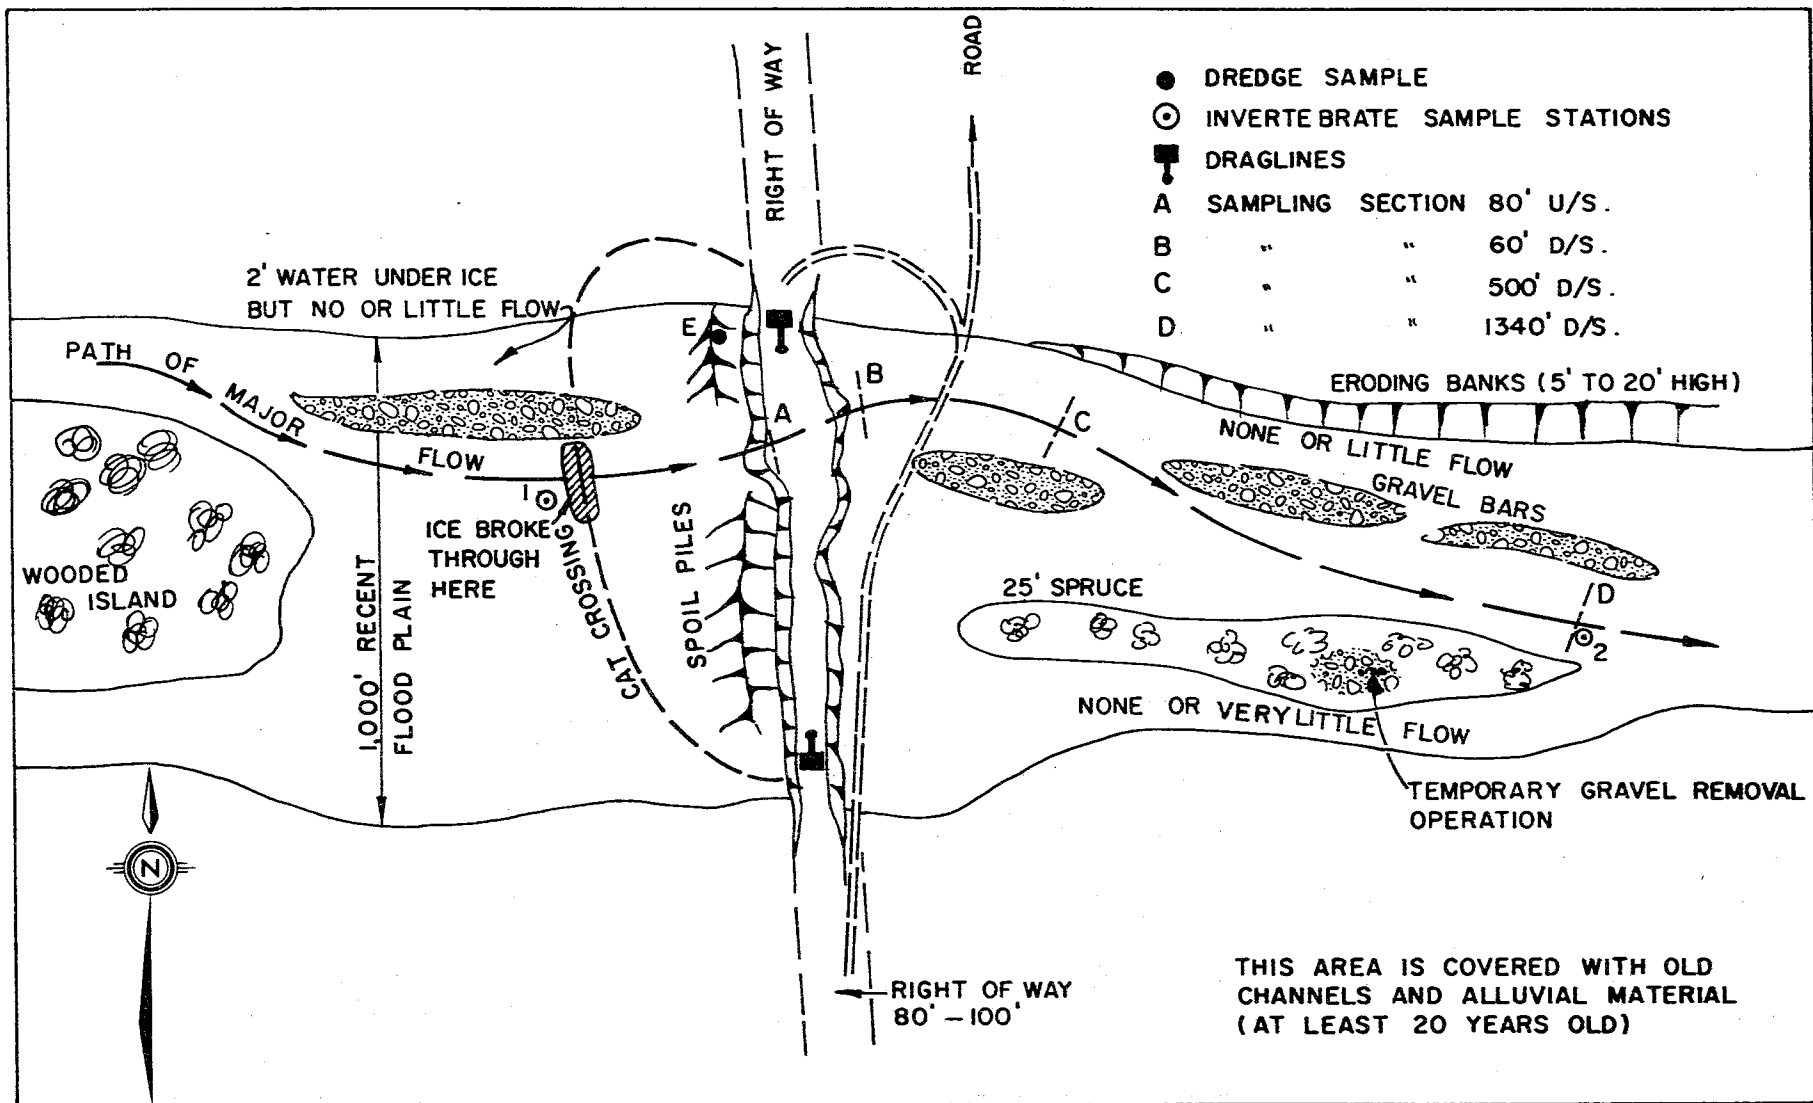 RIGHT OF WAY
ROAD
DREDGE SAMPLE
INVERTEBRATE SAMPLE STATIONS
DRAGLINES
A SAMPLING SECTION 80' U/S.
B " " 60' D/S.
C " " 500' D/S.
D " " 1340' D/S.
2' WATER UNDER ICE
BUT NO OR LITTLE FLOW
E
PATH OF MAJOR FLOW
A
B
C
ERODING BANKS (5' TO 20' HIGH)
NONE OR LITTLE FLOW
GRAVEL BARS
1
ICE BROKE
THROUGH
HERE
CAT CROSSING
SPOIL PILES
WOODED
ISLAND
1,000' RECENT
FLOOD PLAIN
25' SPRUCE
D
2
NONE OR VERY LITTLE FLOW
TEMPORARY GRAVEL REMOVAL
OPERATION
N
RIGHT OF WAY
80' - 100'
THIS AREA IS COVERED WITH OLD
CHANNELS AND ALLUVIAL MATERIAL
(AT LEAST 20 YEARS OLD)